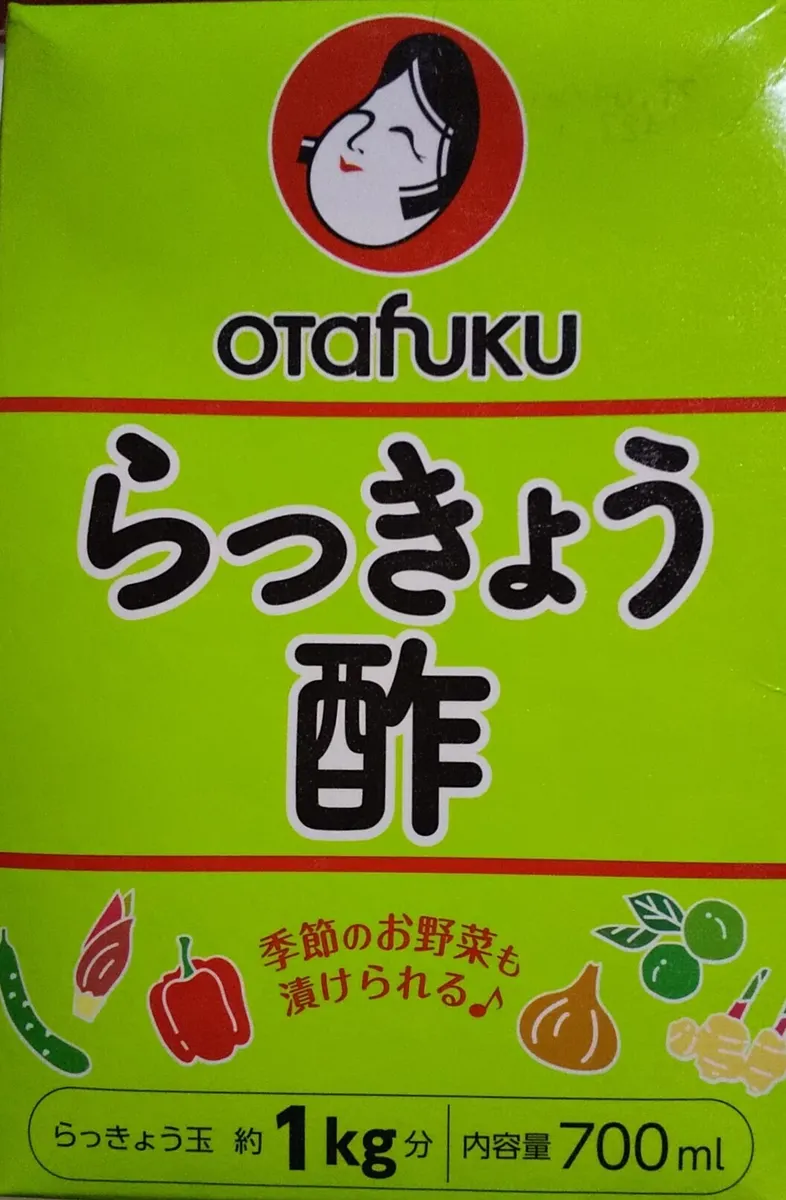 OTAFUKU
らっきょう
酢
季節のお野菜も
漬けられる♪
らっきょう玉 約1kg分 内容量700ml